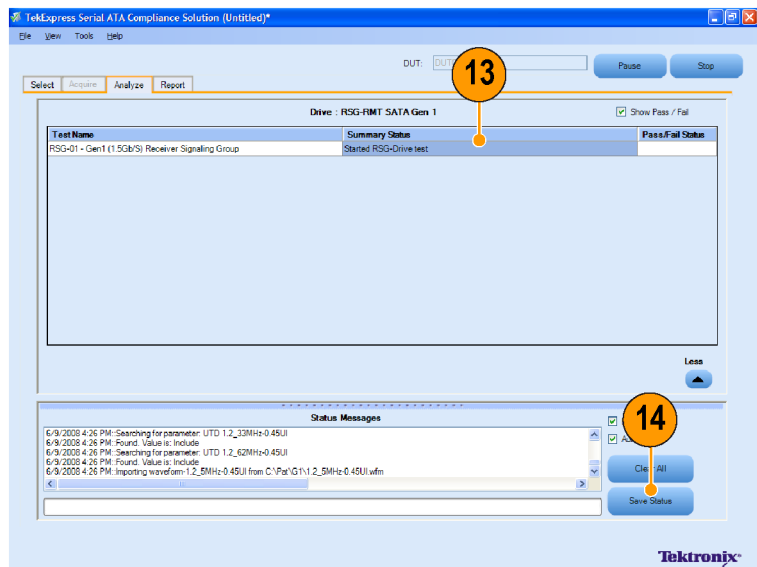 TekExpress Serial ATA Compliance Solution (Untitled)*
File View Tools Help
DUT:
13
Pause
Stop
Select Acquire Analyze Report
Drive : RSG-RMT SATA Gen 1
Show Pass / Fail
Test Name Summary Status Pass/Fail Status
RSG-01 - Gen1 (1.5Gb/S) Receiver Signaling Group Started RSG-Drive test
Less
Status Messages
14
6/9/2008 4:26 PM:Searching for parameter: UTD 1.2_33MHz-0.45UI
6/9/2008 4:26 PM:Found. Value is: Include
6/9/2008 4:26 PM:Searching for parameter: UTD 1.2_62MHz-0.45UI
6/9/2008 4:26 PM:Found. Value is: Include
6/9/2008 4:26 PM:Importing waveform-1.2_5MHz-0.45UI from C:\Pat\G1\1.2_5MHz-0.45UI.wfm
All
Save Status
Tektronix